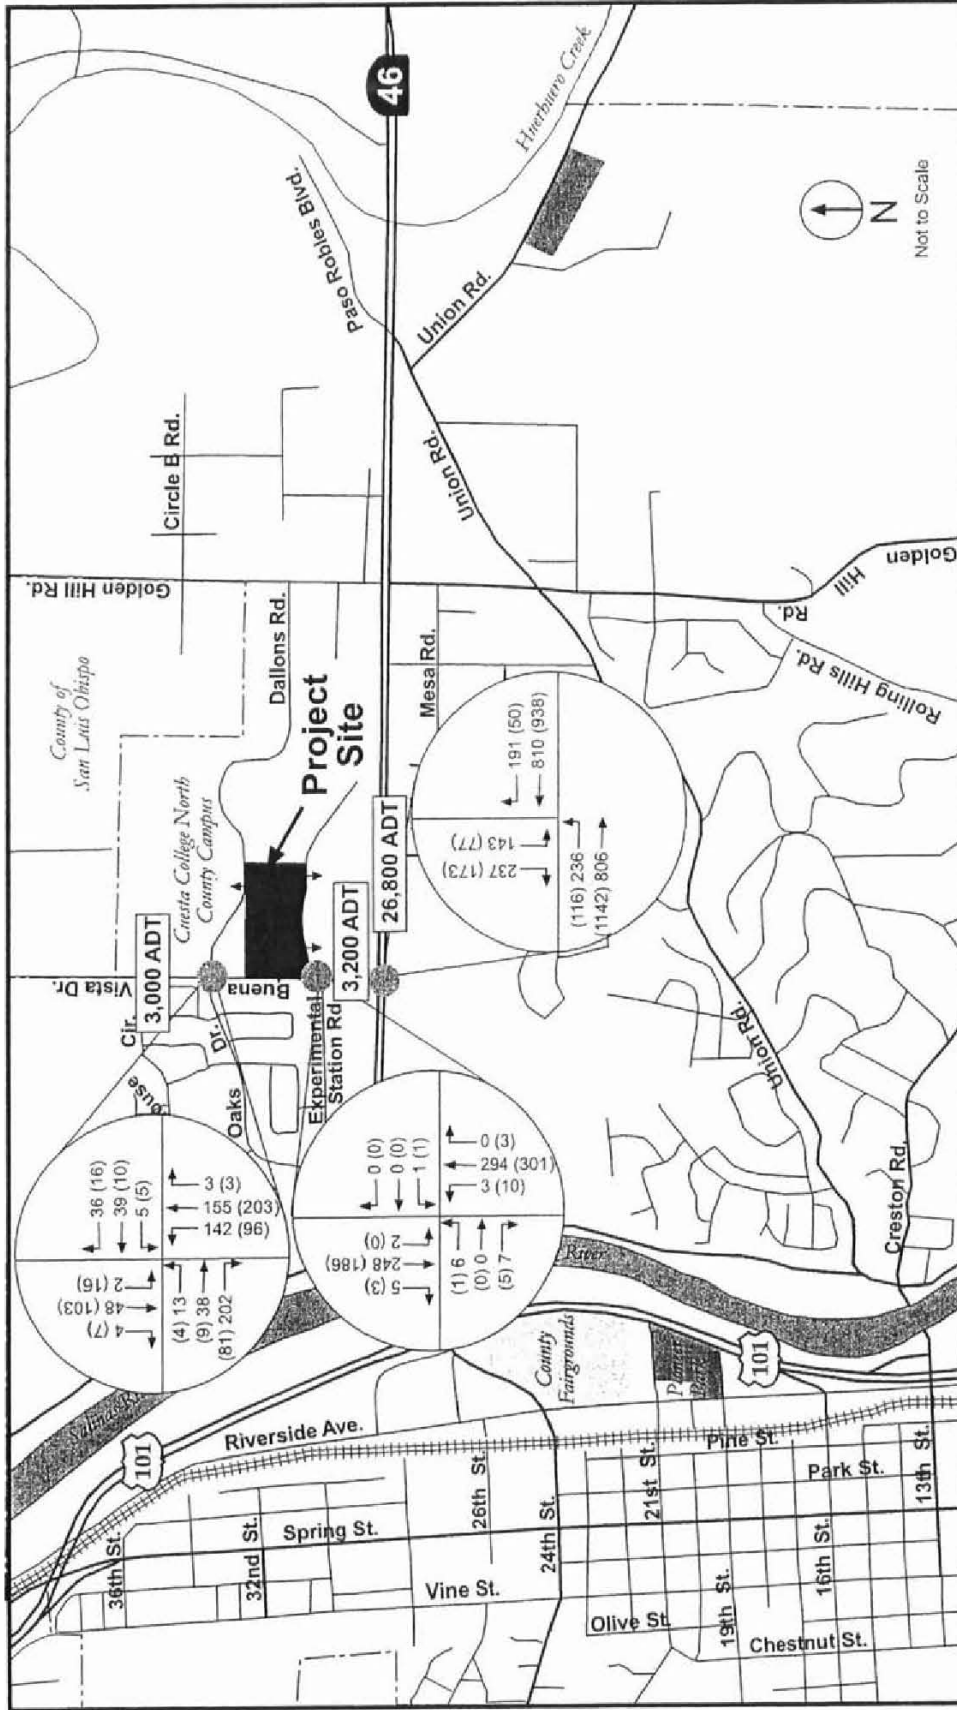 County of
San Luis Obispo
Golden Hill Rd.
Circle B Rd.
Dallons Rd.
Paso Robles Blvd.
46
Huerhuero Creek
Union Rd.
Union Rd.
Mesa Rd.
Cuesta College North
County Campus
Project
Site
3,000 ADT
Vista Dr.
Buena
3,200 ADT
26,800 ADT
Cir.
Dr.
Oaks
Experimental
Station Rd
36 (16)
39 (10)
5 (5)
2 (16)
48 (103)
4 (7)
(4) 13
(9) 38
(81) 202
3 (3)
155 (203)
142 (96)
0 (0)
0 (0)
1 (1)
2 (0)
248 (186)
5 (3)
(1) 6
(0) 0
(5) 7
0 (3)
294 (301)
3 (10)
191 (50)
810 (938)
143 (77)
237 (173)
(116) 236
(1142) 806
Golden
Hill
Rd.
Rolling Hills Rd.
Union Rd.
Union Rd.
Creston Rd.
N
Not to Scale
River
101
101
County
Fairgrounds
Riverside Ave.
Pine St.
Park St.
Spring St.
Vine St.
Olive St.
Chestnut St.
36th St.
32nd St.
26th St.
24th St.
21st St.
19th St.
16th St.
13th St.